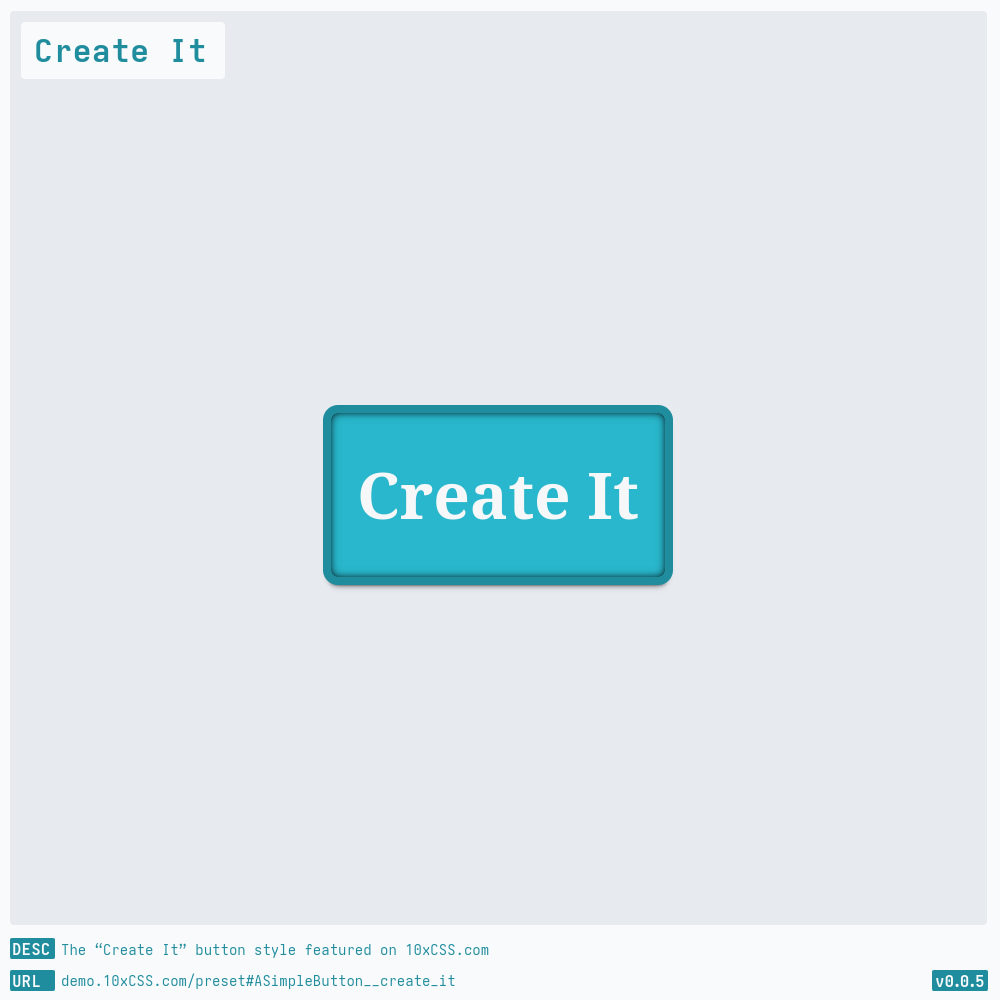 Create It
Create It
DESC The “Create It” button style featured on 10xCSS.com
URL demo.10xCSS.com/preset#ASimpleButton__create_it
v0.0.5